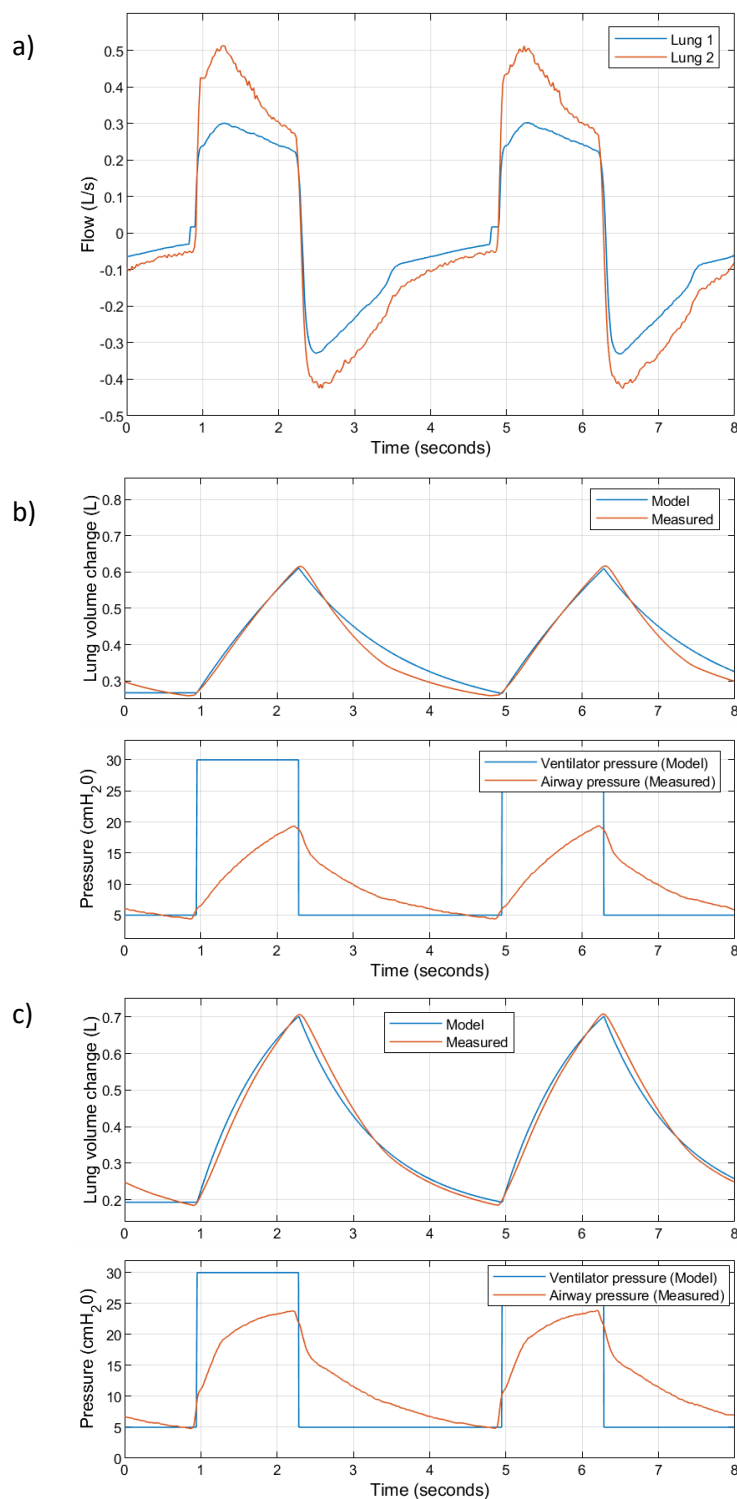 a)
Lung 1
Lung 2
0.5
0.4
0.3
0.2
0.1
0
-0.1
-0.2
-0.3
-0.4
-0.5
Flow (L/s)
0 1 2 3 4 5 6 7 8
Time (seconds)
b)
Model
Measured
0.8
0.7
0.6
0.5
0.4
0.3
Lung volume change (L)
0 1 2 3 4 5 6 7 8
Ventilator pressure (Model)
Airway pressure (Measured)
30
25
20
15
10
5
Pressure (cmH20)
0 1 2 3 4 5 6 7 8
Time (seconds)
c)
Model
Measured
0.7
0.6
0.5
0.4
0.3
0.2
Lung volume change (L)
0 1 2 3 4 5 6 7 8
Ventilator pressure (Model)
Airway pressure (Measured)
30
25
20
15
10
5
0
Pressure (cmH20)
0 1 2 3 4 5 6 7 8
Time (seconds)